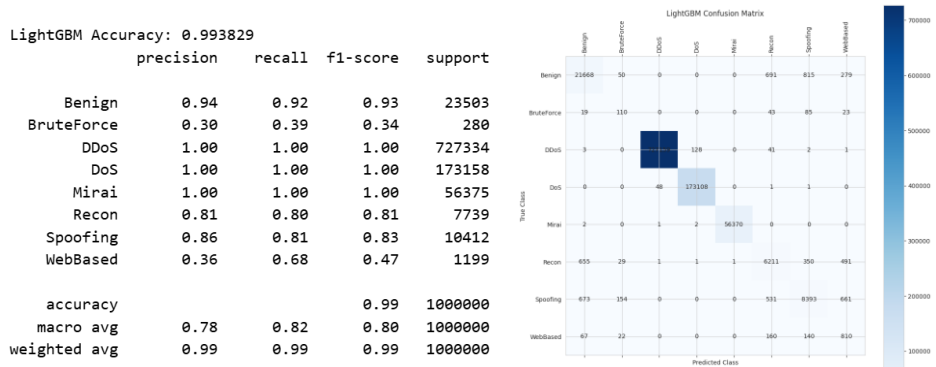 LightGBM Accuracy: 0.993829
precision recall f1-score support
Benign 0.94 0.92 0.93 23503
BruteForce 0.30 0.39 0.34 280
DDoS 1.00 1.00 1.00 727334
DoS 1.00 1.00 1.00 173158
Mirai 1.00 1.00 1.00 56375
Recon 0.81 0.80 0.81 7739
Spoofing 0.86 0.81 0.83 10412
WebBased 0.36 0.68 0.47 1199
accuracy 0.99 1000000
macro avg 0.78 0.82 0.80 1000000
weighted avg 0.99 0.99 0.99 1000000
LightGBM Confusion Matrix
Benign BruteForce DDoS DoS Mirai Recon Spoofing WebBased
Benign 21668 50 0 0 0 691 815 279
BruteForce 19 110 0 0 0 43 85 23
DDoS 3 0 128 0 41 2 1
DoS 0 0 48 173108 0 1 1 0
Mirai 2 0 1 2 56370 0 0 0
Recon 655 29 1 1 1 6211 350 491
Spoofing 673 154 0 0 0 531 8393 661
WebBased 67 22 0 0 0 160 140 810
True Class
Predicted Class
700000
600000
500000
400000
300000
200000
100000